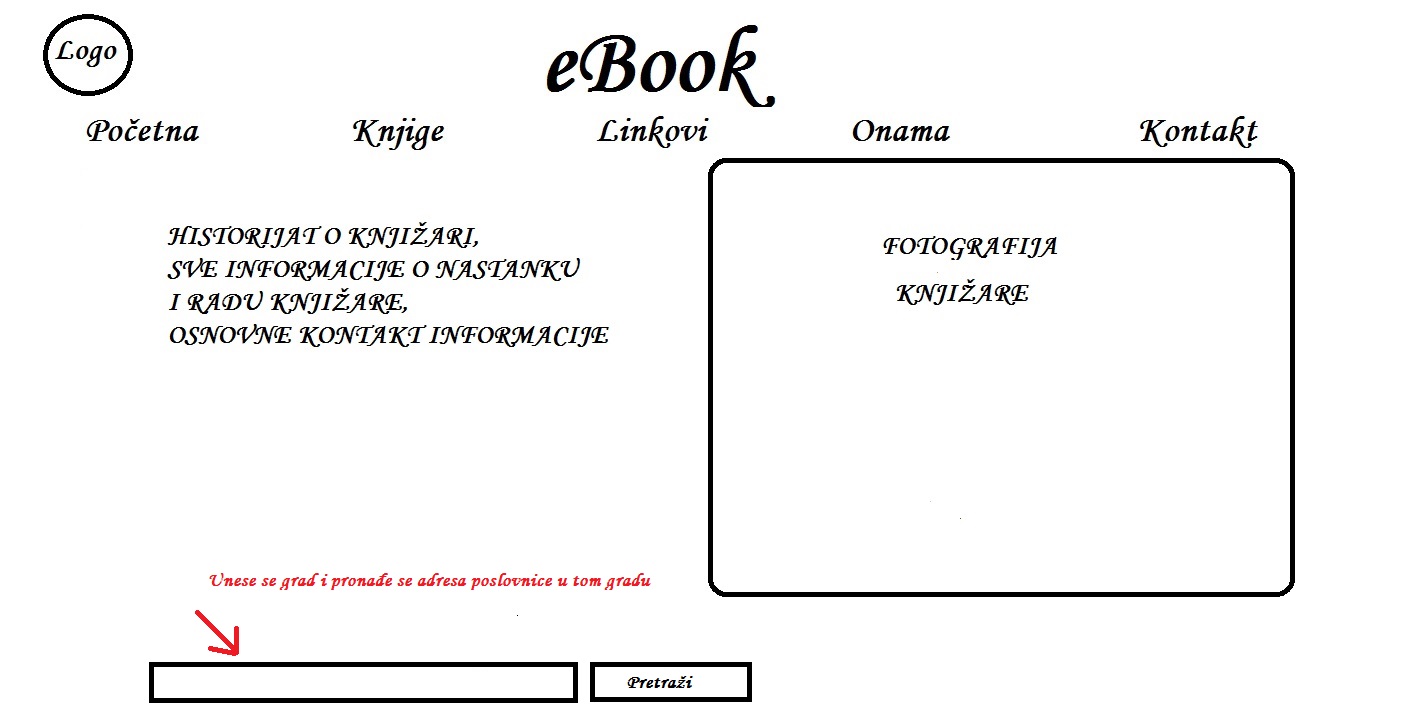 Logo
eBook
Početna Knjige Linkovi Onama Kontakt
HISTORIJAT O KNJIŽARI,
SVE INFORMACIJE O NASTANKU
I RADU KNJIŽARE,
OSNOVNE KONTAKT INFORMACIJE
FOTOGRAFIJA
KNJIŽARE
Unese se grad i pronađe se adresa poslovnice u tom gradu
Pretraži